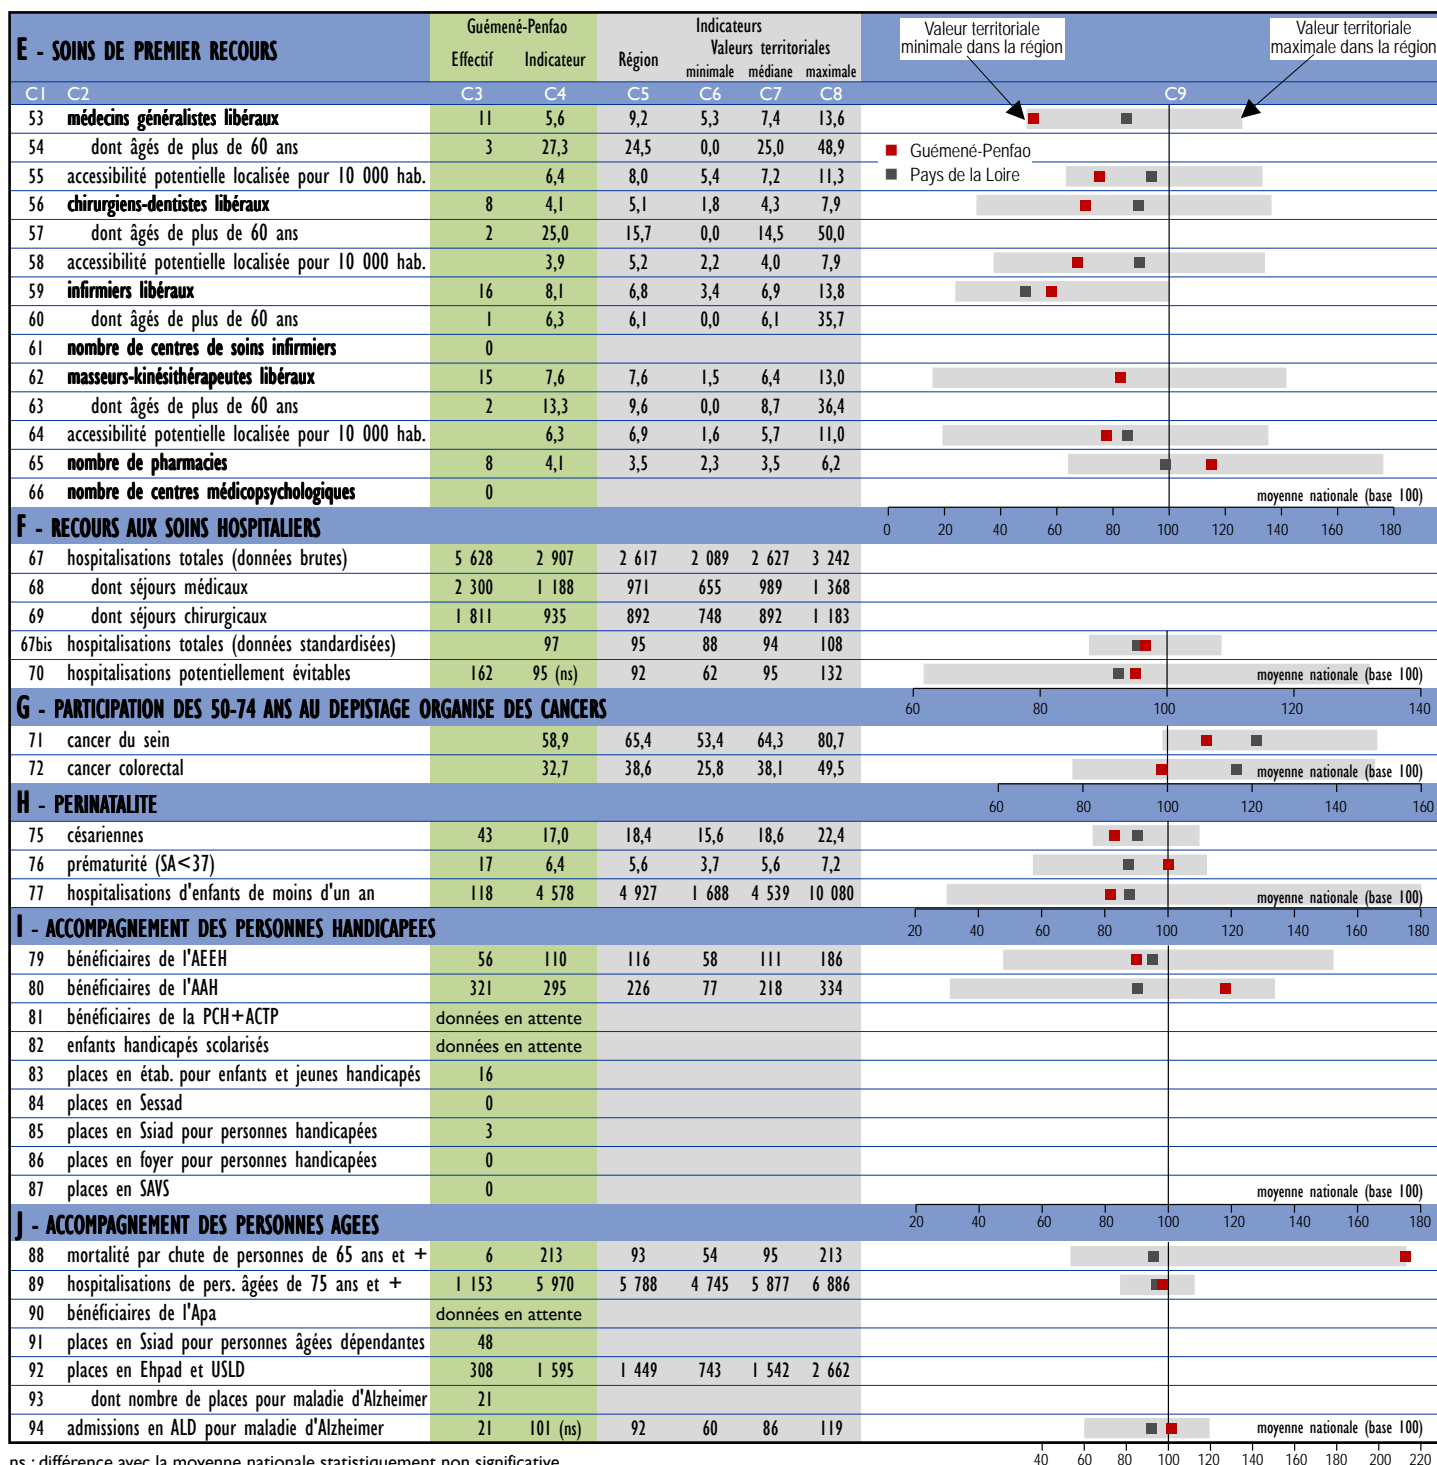 E - SOINS DE PREMIER RECOURS
Guémené-Penfao Indicateurs
Effectif Indicateur Région Valeurs territoriales
minimale médiane maximale
Valeur territoriale minimale dans la région
Valeur territoriale maximale dans la région
C1 C2 C3 C4 C5 C6 C7 C8 C9
53 médecins généralistes libéraux 11 5,6 9,2 5,3 7,4 13,6
54 dont âgés de plus de 60 ans 3 27,3 24,5 0,0 25,0 48,9
Guémené-Penfao
55 accessibilité potentielle localisée pour 10 000 hab. 6,4 8,0 5,4 7,2 11,3
Pays de la Loire
56 chirurgiens-dentistes libéraux 8 4,1 5,1 1,8 4,3 7,9
57 dont âgés de plus de 60 ans 2 25,0 15,7 0,0 14,5 50,0
58 accessibilité potentielle localisée pour 10 000 hab. 3,9 5,2 2,2 4,0 7,9
59 infirmiers libéraux 16 8,1 6,8 3,4 6,9 13,8
60 dont âgés de plus de 60 ans 1 6,3 6,1 0,0 6,1 35,7
61 nombre de centres de soins infirmiers 0
62 masseurs-kinésithérapeutes libéraux 15 7,6 7,6 1,5 6,4 13,0
63 dont âgés de plus de 60 ans 2 13,3 9,6 0,0 8,7 36,4
64 accessibilité potentielle localisée pour 10 000 hab. 6,3 6,9 1,6 5,7 11,0
65 nombre de pharmacies 8 4,1 3,5 2,3 3,5 6,2
66 nombre de centres médicopsychologiques 0 moyenne nationale (base 100)
F - RECOURS AUX SOINS HOSPITALIERS 0 20 40 60 80 100 120 140 160 180
67 hospitalisations totales (données brutes) 5 628 2 907 2 617 2 089 2 627 3 242
68 dont séjours médicaux 2 300 1 188 971 655 989 1 368
69 dont séjours chirurgicaux 1 811 935 892 748 892 1 183
67bis hospitalisations totales (données standardisées) 97 95 88 94 108
70 hospitalisations potentiellement évitables 162 95 (ns) 92 62 95 132 moyenne nationale (base 100)
G - PARTICIPATION DES 50-74 ANS AU DEPISTAGE ORGANISE DES CANCERS 60 80 100 120 140
71 cancer du sein 58,9 65,4 53,4 64,3 80,7
72 cancer colorectal 32,7 38,6 25,8 38,1 49,5 moyenne nationale (base 100)
H - PERINATALITE 60 80 100 120 140 160
75 césariennes 43 17,0 18,4 15,6 18,6 22,4
76 prématurité (SA<37) 17 6,4 5,6 3,7 5,6 7,2
77 hospitalisations d'enfants de moins d'un an 118 4 578 4 927 1 688 4 539 10 080 moyenne nationale (base 100)
I - ACCOMPAGNEMENT DES PERSONNES HANDICAPEES 20 40 60 80 100 120 140 160 180
79 bénéficiaires de l'AEEH 56 110 116 58 111 186
80 bénéficiaires de l'AAH 321 295 226 77 218 334
81 bénéficiaires de la PCH+ACTP données en attente
82 enfants handicapés scolarisés données en attente
83 places en étab. pour enfants et jeunes handicapés 16
84 places en Sessad 0
85 places en Ssiad pour personnes handicapées 3
86 places en foyer pour personnes handicapées 0
87 places en SAVS 0 moyenne nationale (base 100)
J - ACCOMPAGNEMENT DES PERSONNES AGEES 20 40 60 80 100 120 140 160 180
88 mortalité par chute de personnes de 65 ans et + 6 213 93 54 95 213
89 hospitalisations de pers. âgées de 75 ans et + 1 153 5 970 5 788 4 745 5 877 6 886
90 bénéficiaires de l'Apa données en attente
91 places en Ssiad pour personnes âgées dépendantes 48
92 places en Ehpad et USLD 308 1 595 1 449 743 1 542 2 662
93 dont nombre de places pour maladie d'Alzheimer 21
94 admissions en ALD pour maladie d'Alzheimer 21 101 (ns) 92 60 86 119 moyenne nationale (base 100)
40 60 80 100 120 140 160 180 200 220
ns : différence avec la moyenne nationale statistiquement non significative